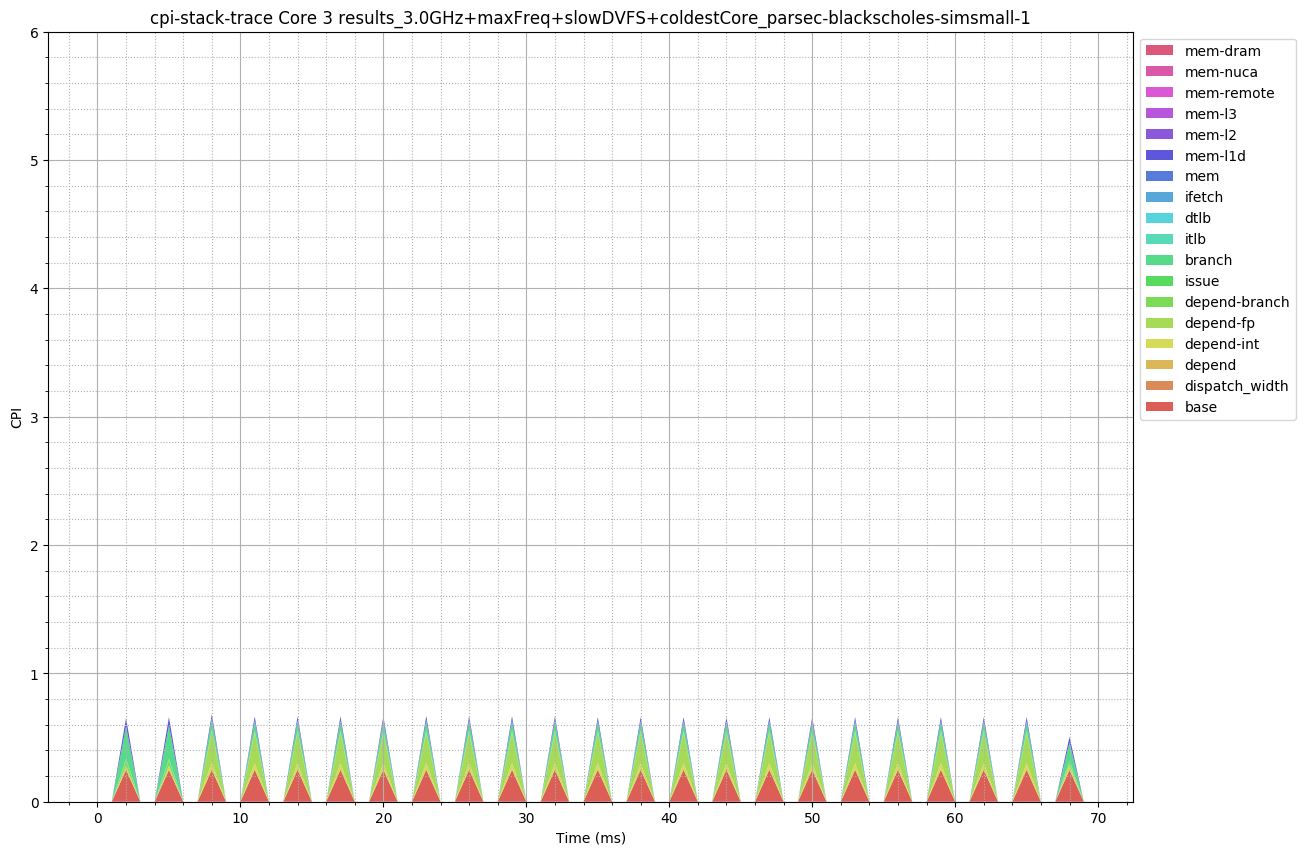 cpi-stack-trace Core 3 results_3.0GHz+maxFreq+slowDVFS+coldestCore_parsec-blackscholes-simsmall-1
6
5
4
3
2
1
0
CPI
0 10 20 30 40 50 60 70
Time (ms)
mem-dram
mem-nuca
mem-remote
mem-l3
mem-l2
mem-l1d
mem
ifetch
dtlb
itlb
branch
issue
depend-branch
depend-fp
depend-int
depend
dispatch_width
base